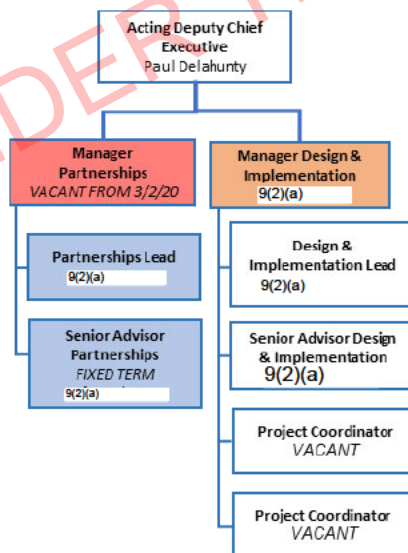 Acting Deputy Chief
Executive
Paul Delahunty
Manager
Partnerships
VACANT FROM 3/2/20
Manager Design &
Implementation
9(2)(a)
Partnerships Lead
9(2)(a)
Design &
Implementation Lead
9(2)(a)
Senior Advisor
Partnerships
FIXED TERM
9(2)(a)
Senior Advisor Design
& Implementation
9(2)(a)
Project Coordinator
VACANT
Project Coordinator
VACANT